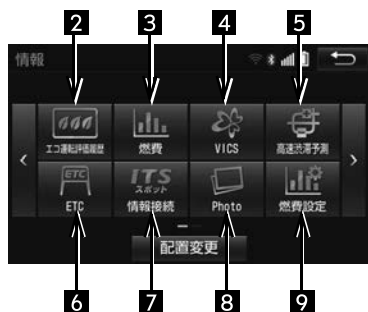 2 3 4 5
情報
エコ運転評価履歴 燃費 VICS 高速渋滞予測
ETC
ITS
スポット
ETC 情報接続 Photo 燃費設定
配置変更
6 7 8 9